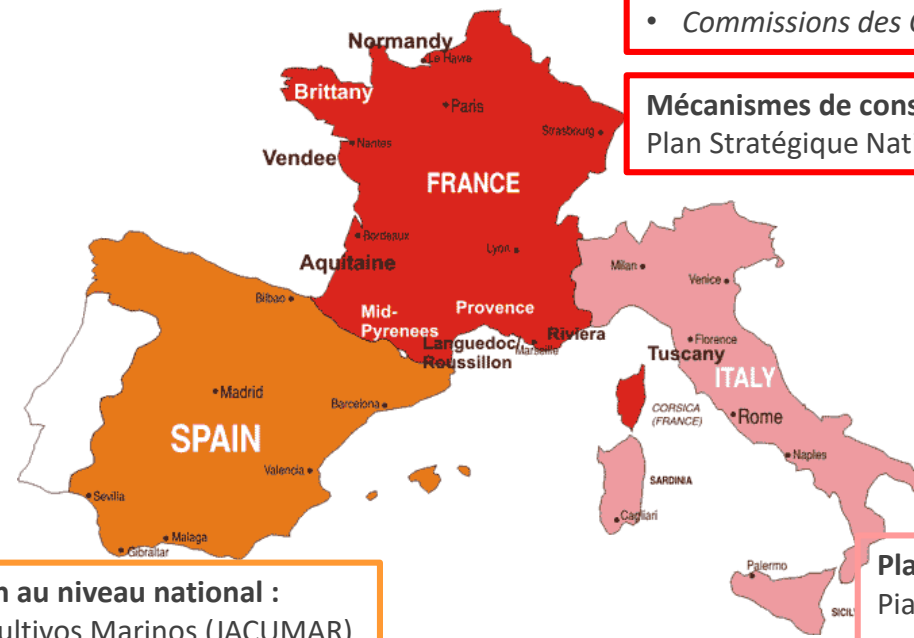 • Commissions des
Mécanismes de cons
Plan Stratégique Nat
Normandy
Le Havre
Brittany
Paris
Strasbourg
Nantes
Vendee
FRANCE
Bordeaux
Lyon
Aquitaine
Milan
Venice
Bilbao
Mid-
Pyrenees
Provence
Riviera
Languedoc/
Roussillon
Marseille
Florence
Tuscany
ITALY
Madrid
Barcelona
CORSICA
(FRANCE)
Rome
SPAIN
Naples
Valencia
SARDINIA
Sevilla
Cagliari
Malaga
Gibraltar
Palermo
SICIL
n au niveau national :
ultivos Marinos (JACUMAR)
Pla
Pia